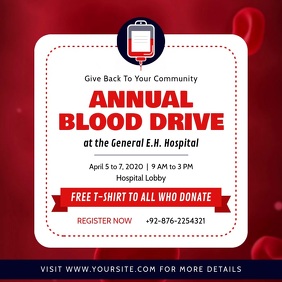 Give Back To Your Community
ANNUAL
BLOOD DRIVE
at the General E.H. Hospital
April 5 to 7, 2020 | 9 AM to 3 PM
Hospital Lobby
FREE T-SHIRT TO ALL WHO DONATE
REGISTER NOW +92-876-2254321
VISIT WWW.YOURSITE.COM FOR MORE DETAILS